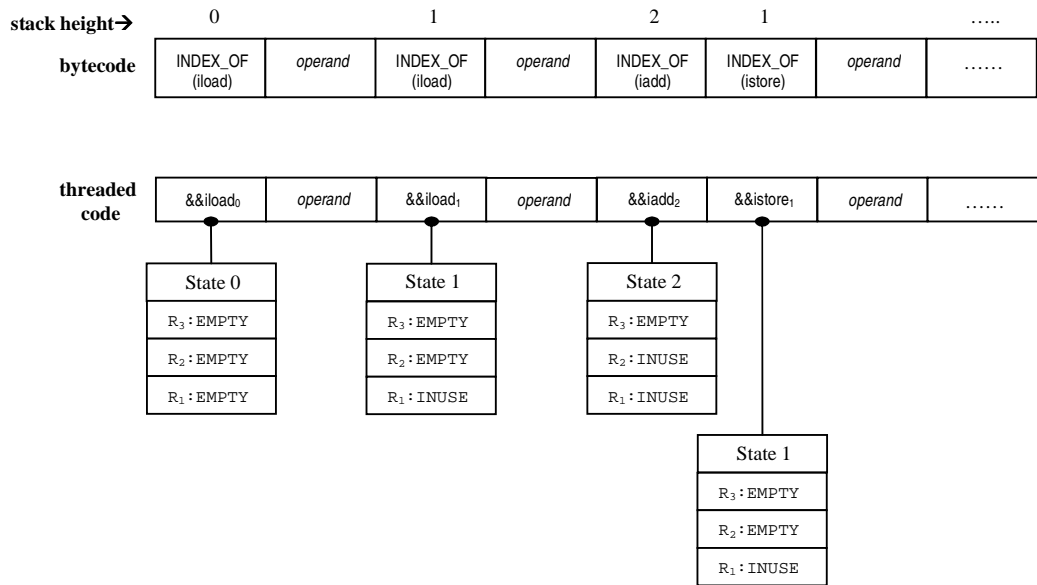 stack height→ 0 1 2 1 …..
bytecode
INDEX_OF (iload)
operand
INDEX_OF (iload)
operand
INDEX_OF (iadd)
INDEX_OF (istore)
operand
……
threaded code
&&iload₀
operand
&&iload₁
operand
&&iadd₂
&&istore₁
operand
……
State 0
R₃:EMPTY
R₂:EMPTY
R₁:EMPTY
State 1
R₃:EMPTY
R₂:EMPTY
R₁:INUSE
State 2
R₃:EMPTY
R₂:INUSE
R₁:INUSE
State 1
R₃:EMPTY
R₂:EMPTY
R₁:INUSE